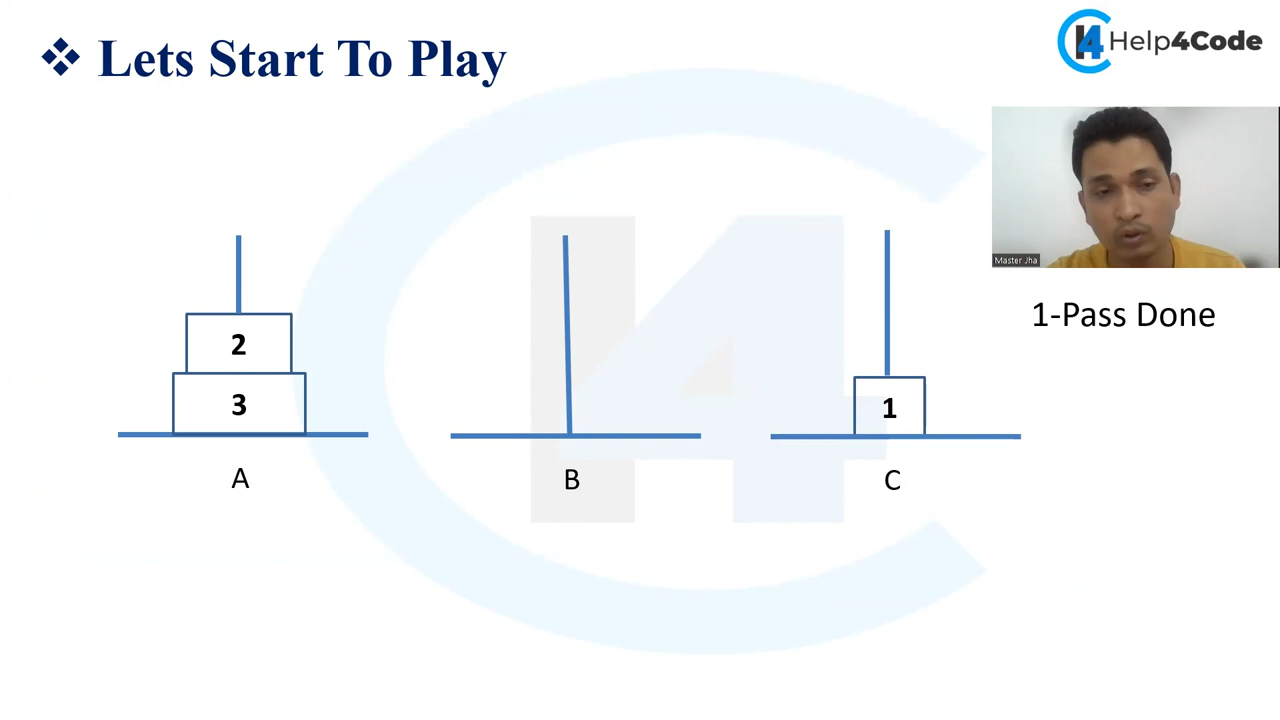 ❖ Lets Start To Play
Help4Code
Master Jha
1-Pass Done
2
3
1
A
B
C